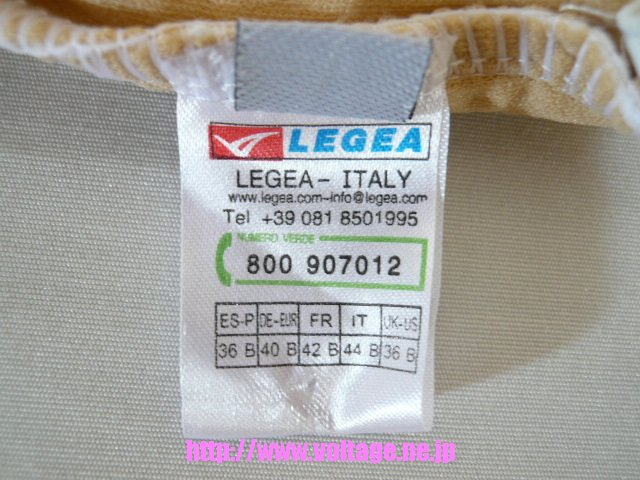 LEGEA
LEGEA- ITALY
www.legea.com-info@legea.com
Tel +39 081 8501995
NUMERO VERDE
800 907012
ES-P DE-EUR FR IT UK-US
36 B 40 B 42 B 44 B 36 B
http://www.voltage.ne.jp